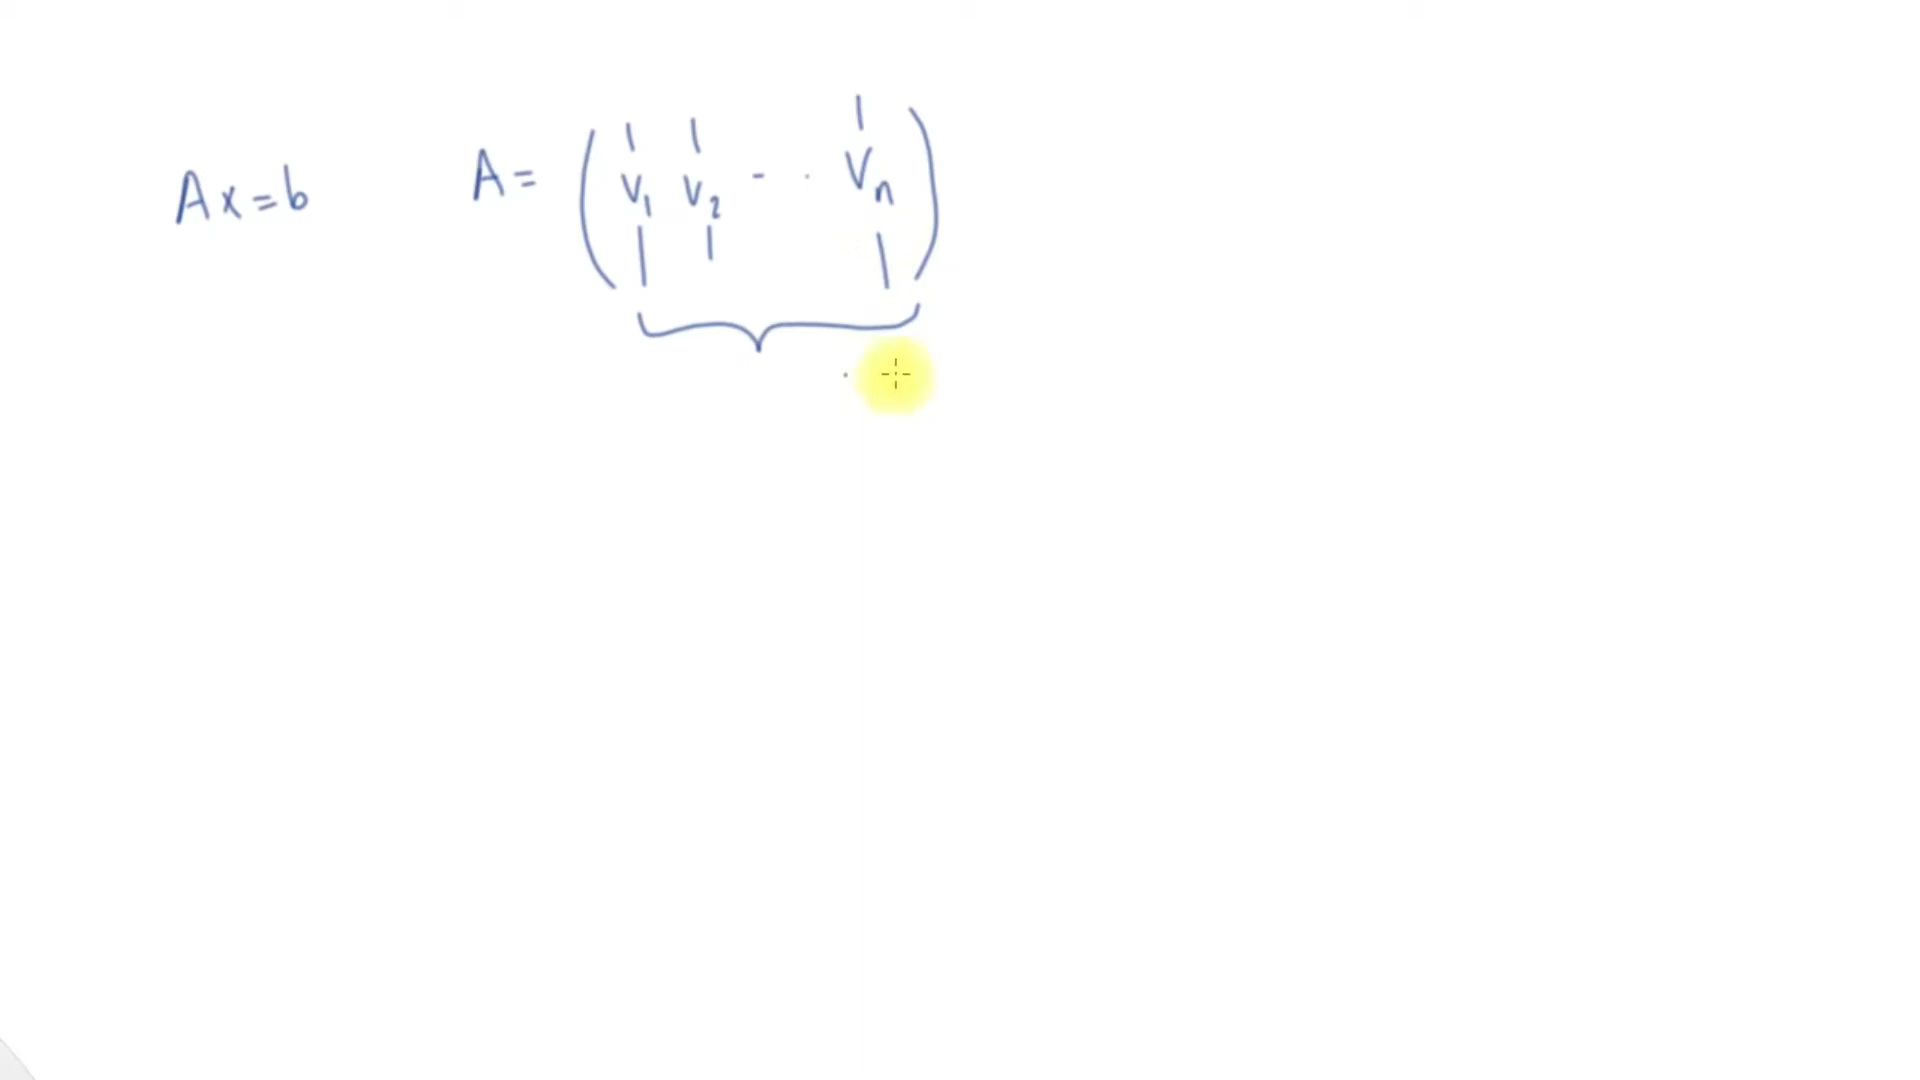 Ax=b A= ( | | | 
v₁ v₂ - . vₙ
| | | )